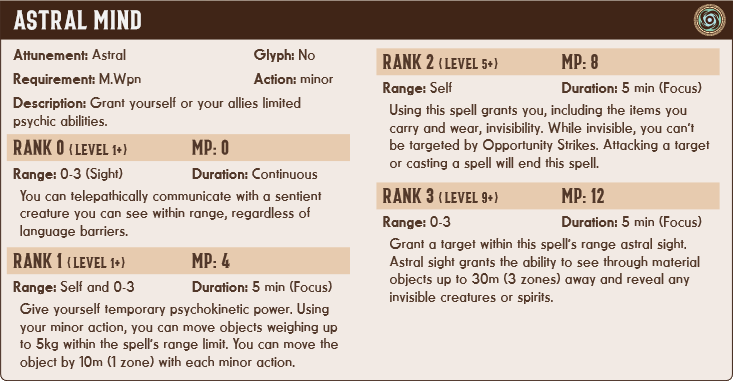 ASTRAL MIND
Attunement: Astral
Glyph: No
Requirement: M.Wpn
Action: minor
Description: Grant yourself or your allies limited
psychic abilities.
RANK 0 (LEVEL 1+) MP: 0
Range: 0-3 (Sight) Duration: Continuous
You can telepathically communicate with a sentient
creature you can see within range, regardless of
language barriers.
RANK 1 (LEVEL 1+) MP: 4
Range: Self and 0-3 Duration: 5 min (Focus)
Give yourself temporary psychokinetic power. Using
your minor action, you can move objects weighing up
to 5kg within the spell's range limit. You can move the
object by 10m (1 zone) with each minor action.
RANK 2 (LEVEL 5+) MP: 8
Range: Self Duration: 5 min (Focus)
Using this spell grants you, including the items you
carry and wear, invisibility. While invisible, you can't
be targeted by Opportunity Strikes. Attacking a target
or casting a spell will end this spell.
RANK 3 (LEVEL 9+) MP: 12
Range: 0-3 Duration: 5 min (Focus)
Grant a target within this spell's range astral sight.
Astral sight grants the ability to see through material
objects up to 30m (3 zones) away and reveal any
invisible creatures or spirits.